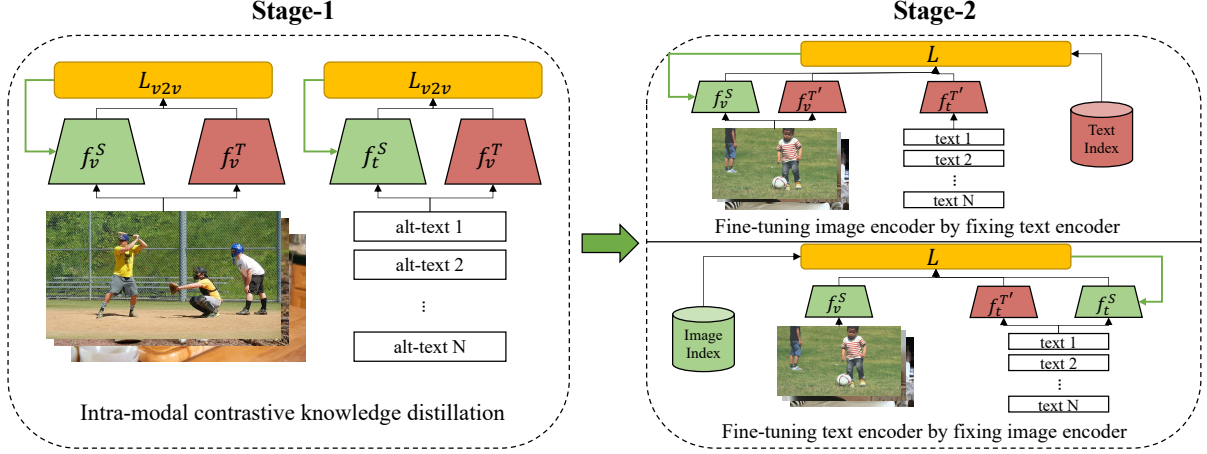 Stage-1
L_{v2v}
L_{v2v}
f_v^S
f_v^T
f_t^S
f_v^T
alt-text 1
alt-text 2
⋮
alt-text N
Intra-modal contrastive knowledge distillation
Stage-2
L
f_v^S
f_v^{T'}
f_t^{T'}
text 1
text 2
⋮
text N
Text
Index
Fine-tuning image encoder by fixing text encoder
L
Image
Index
f_v^S
f_t^{T'}
f_t^S
text 1
text 2
⋮
text N
Fine-tuning text encoder by fixing image encoder